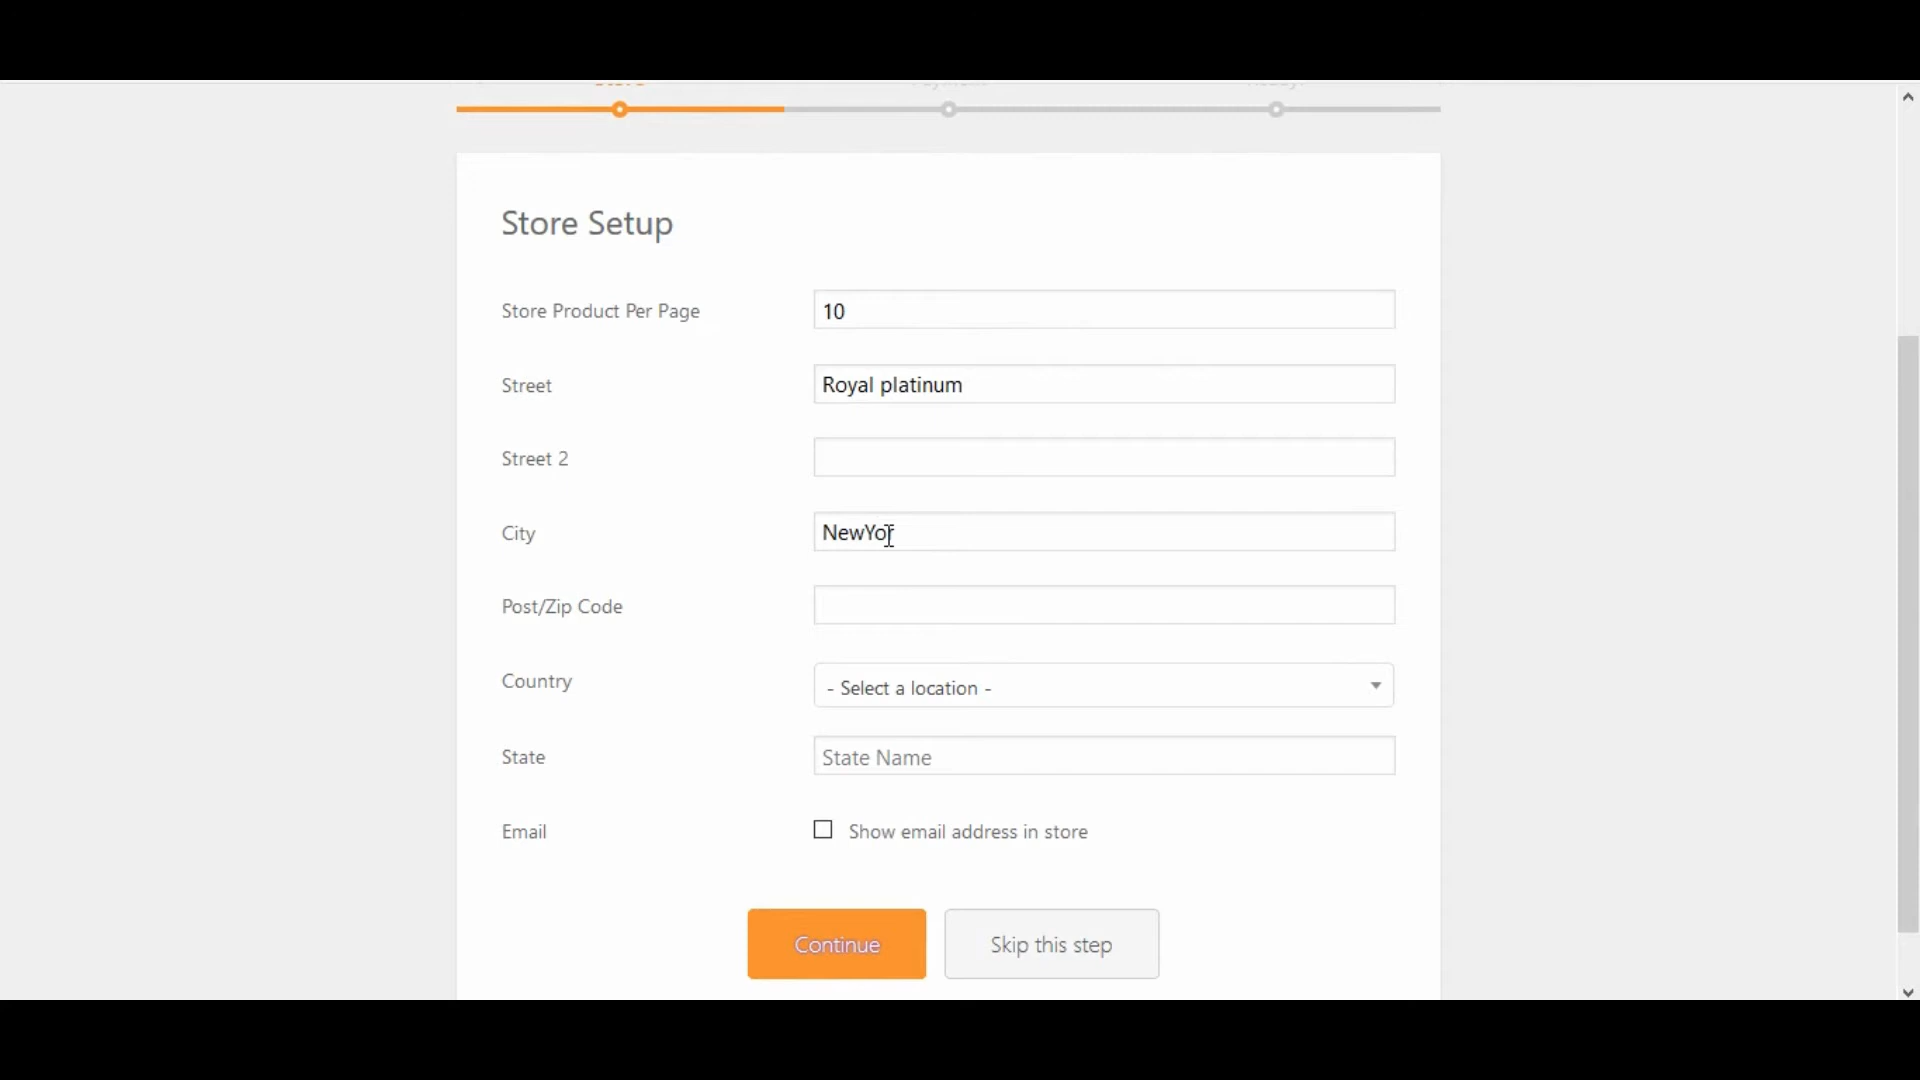 Store Setup
Store Product Per Page 10
Street Royal platinum
Street 2
City NewYor
Post/Zip Code
Country - Select a location -
State State Name
Email Show email address in store
Continue Skip this step